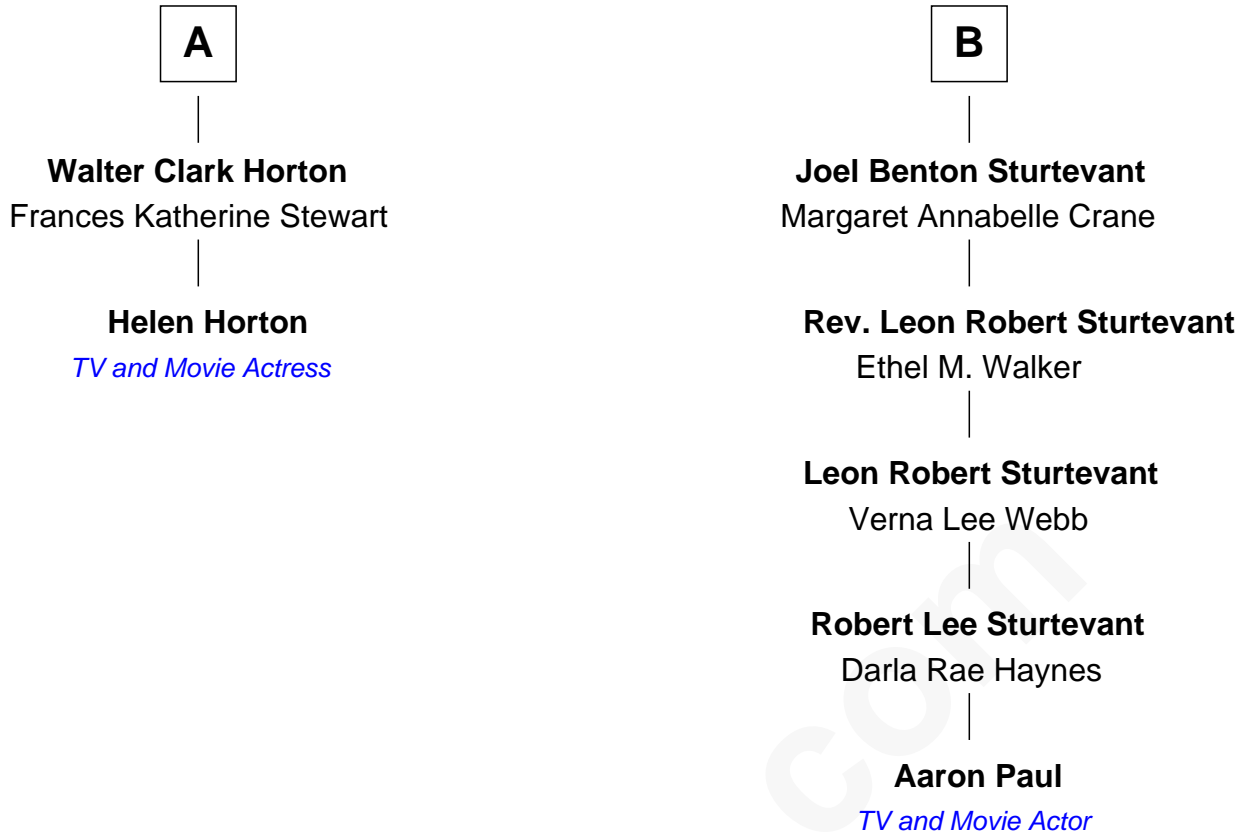 A
Walter Clark Horton
Frances Katherine Stewart
Helen Horton
TV and Movie Actress
B
Joel Benton Sturtevant
Margaret Annabelle Crane
Rev. Leon Robert Sturtevant
Ethel M. Walker
Leon Robert Sturtevant
Verna Lee Webb
Robert Lee Sturtevant
Darla Rae Haynes
Aaron Paul
TV and Movie Actor
com